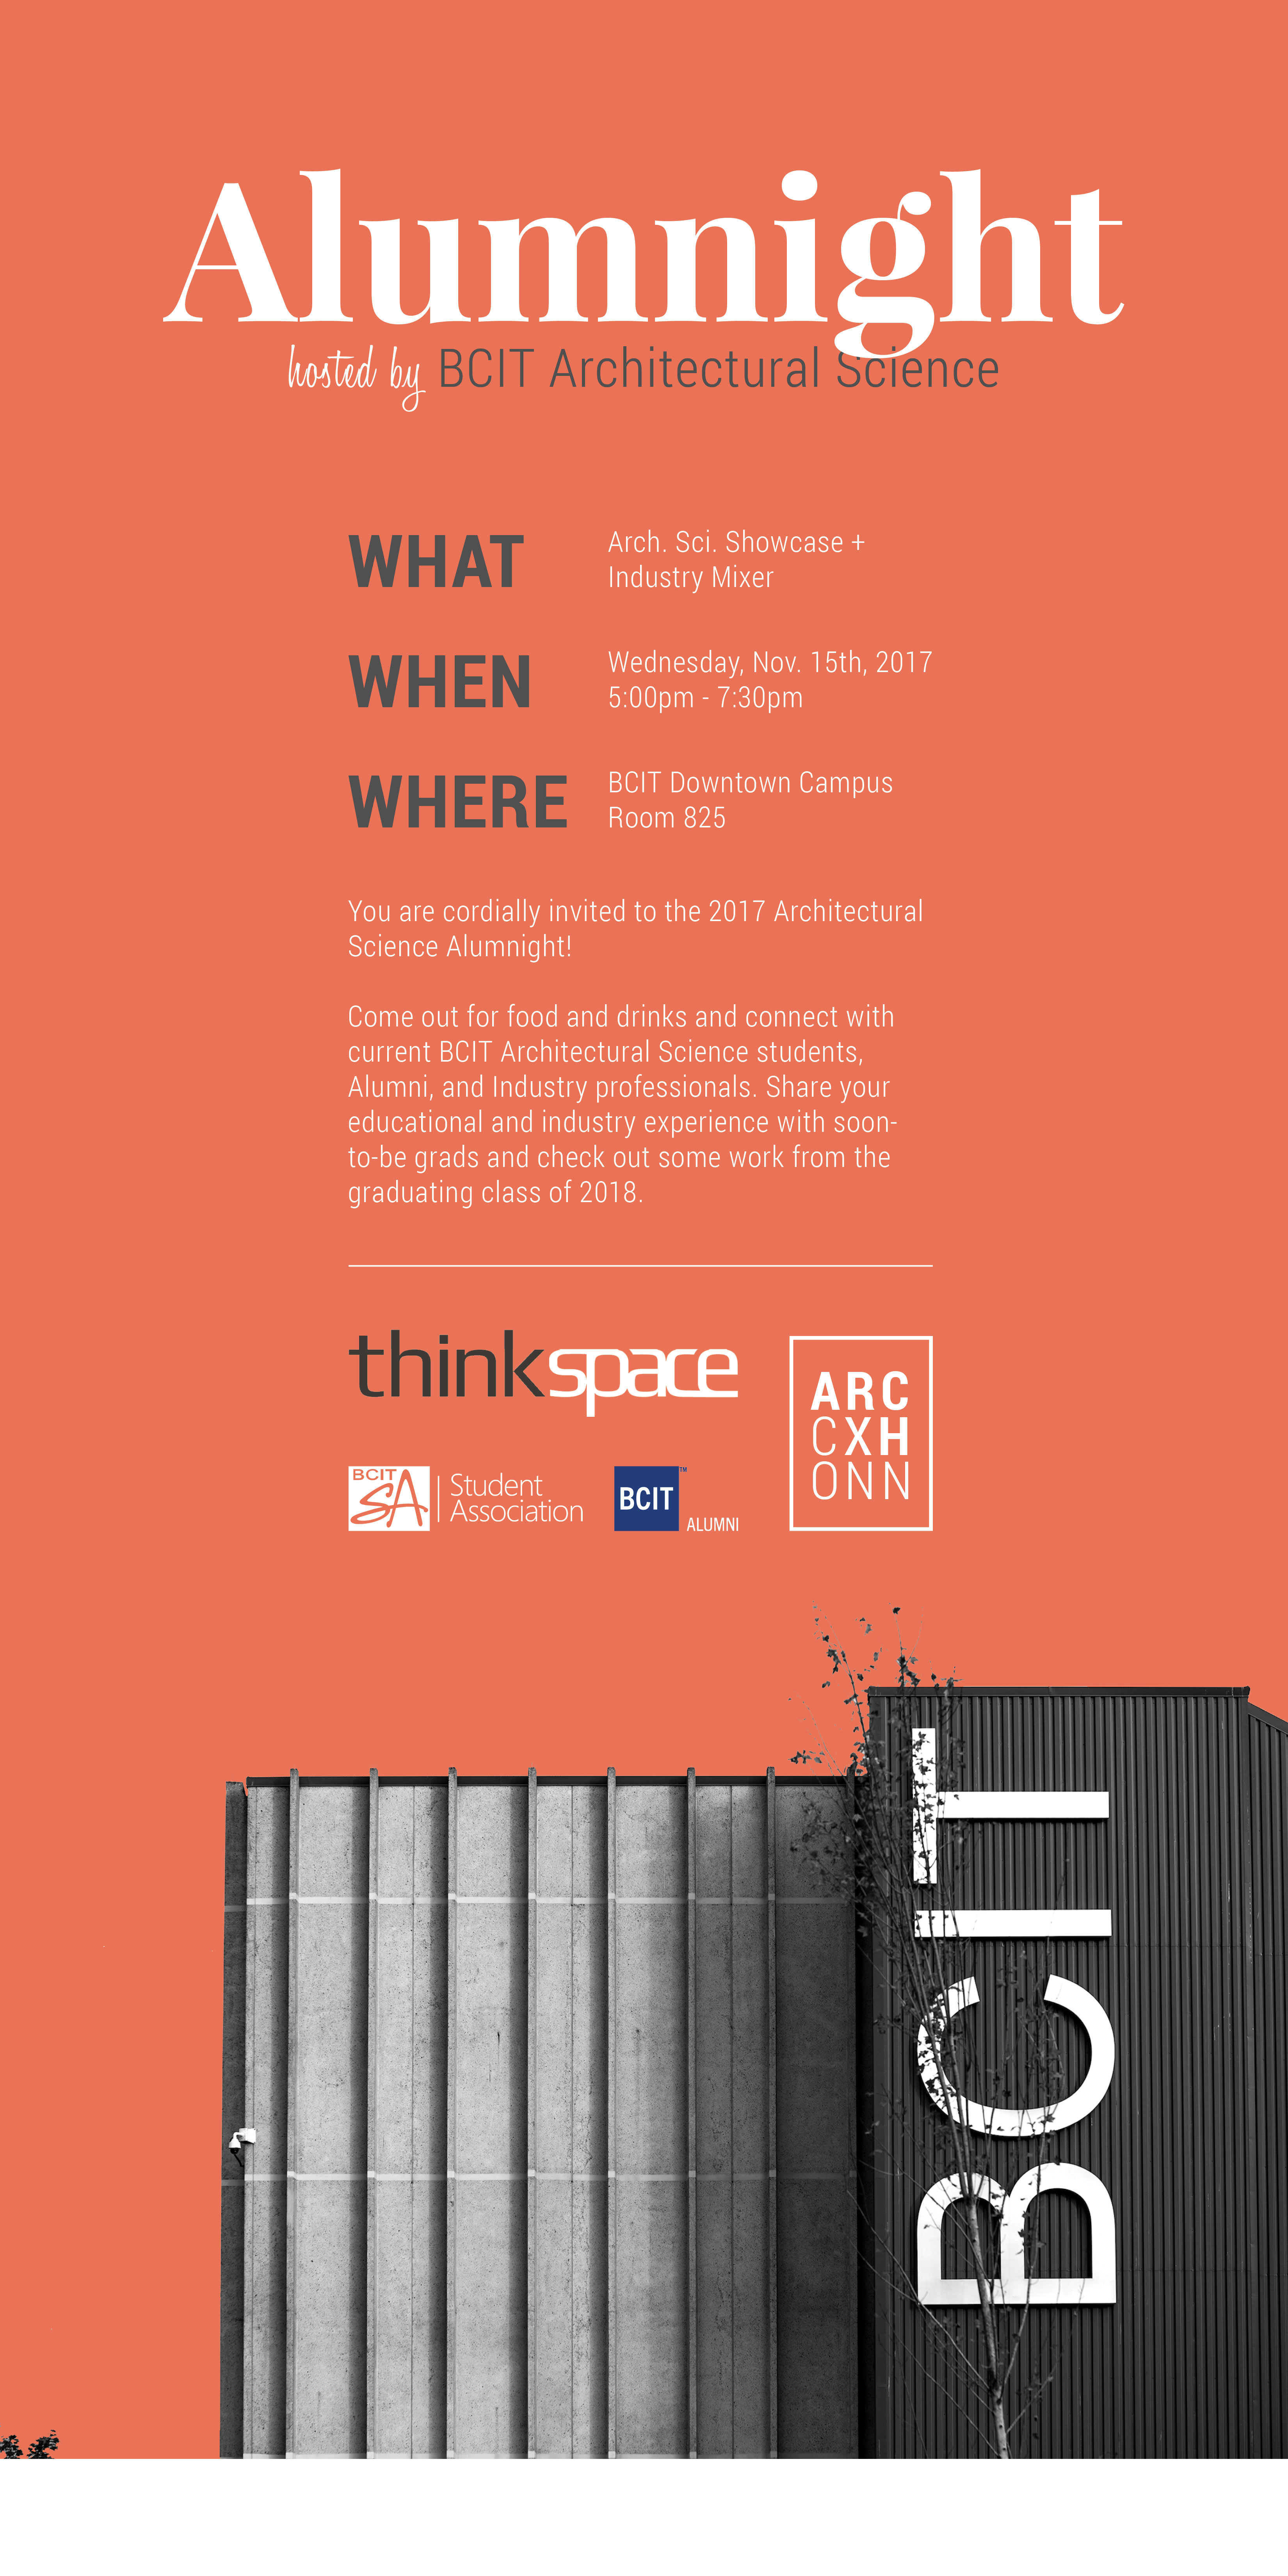 Alumnight
hosted by BCIT Architectural Science
WHAT
Arch. Sci. Showcase +
Industry Mixer
WHEN
Wednesday, Nov. 15th, 2017
5:00pm - 7:30pm
WHERE
BCIT Downtown Campus
Room 825
You are cordially invited to the 2017 Architectural
Science Alumnight!
Come out for food and drinks and connect with
current BCIT Architectural Science students,
Alumni, and Industry professionals. Share your
educational and industry experience with soon-
to-be grads and check out some work from the
graduating class of 2018.
thinkspace
ARC
CXH
ONN
BCIT
SA
Student
Association
BCIT
TM
ALUMNI
BCIT